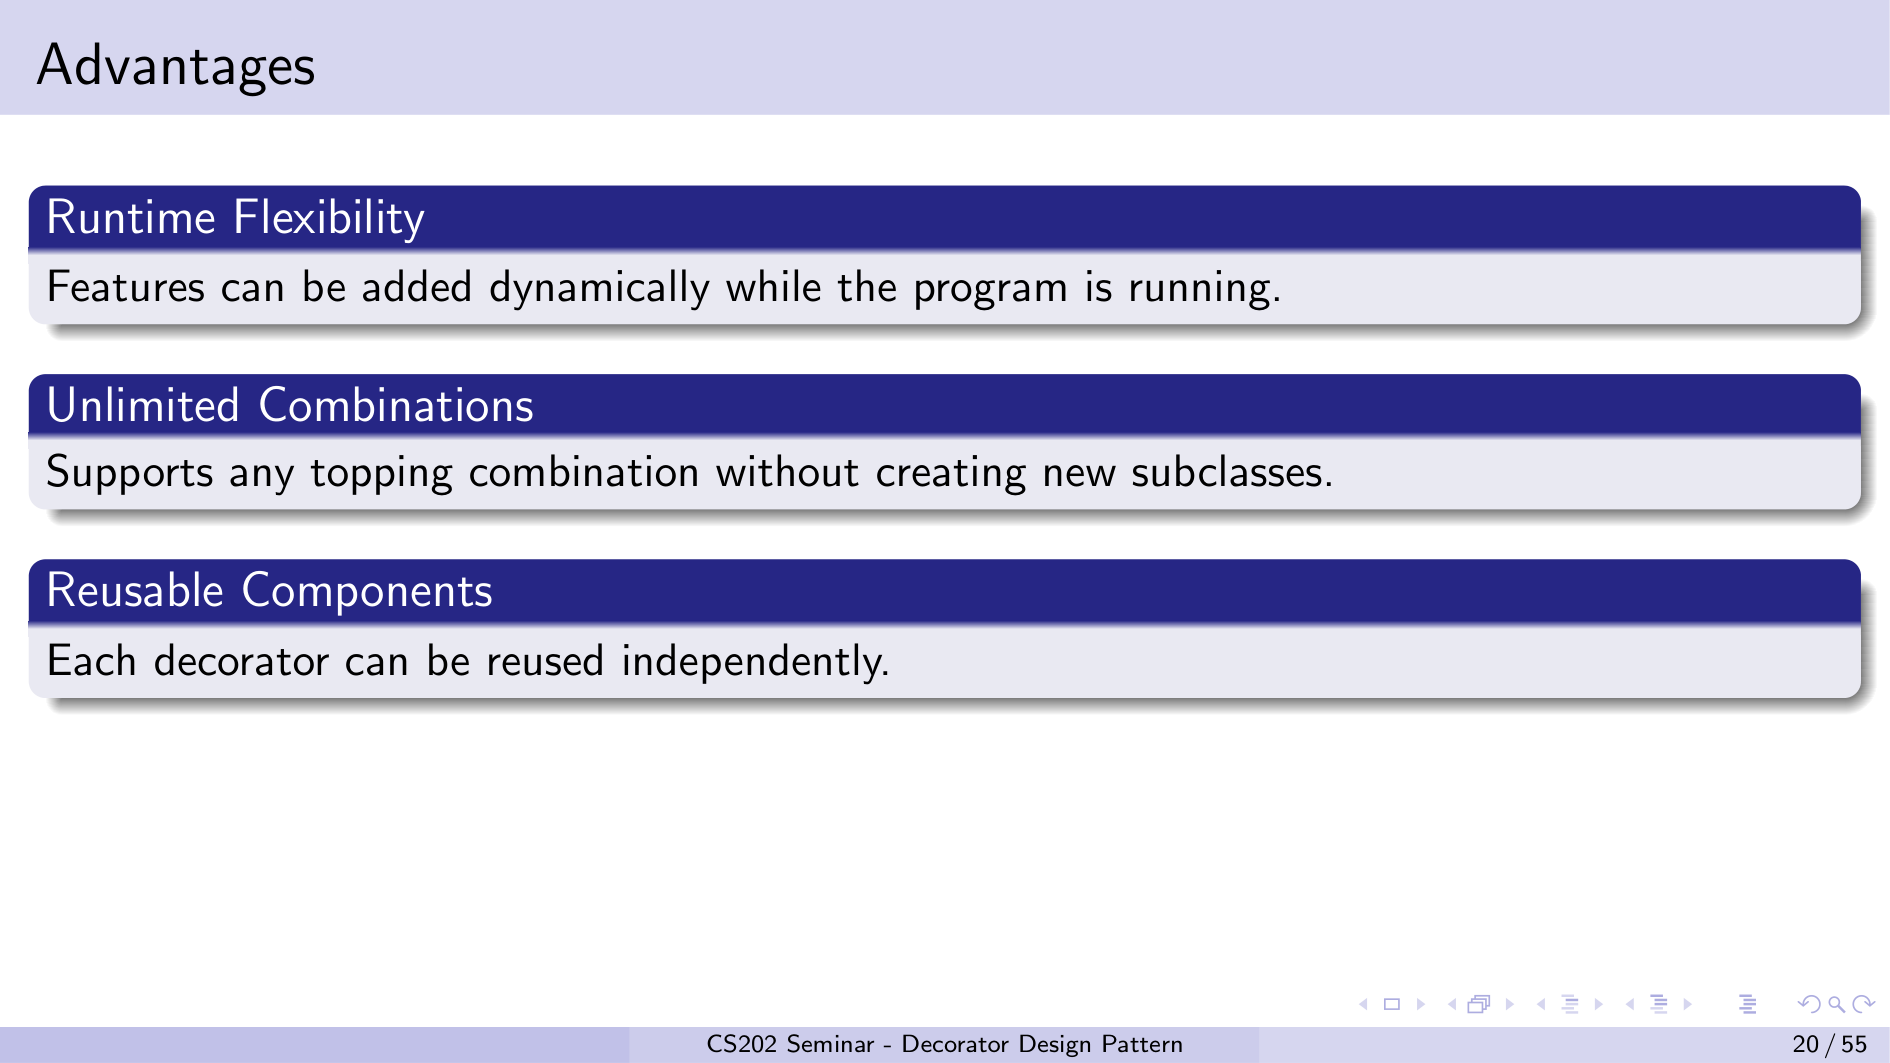 Advantages
Runtime Flexibility
Features can be added dynamically while the program is running.
Unlimited Combinations
Supports any topping combination without creating new subclasses.
Reusable Components
Each decorator can be reused independently.
CS202 Seminar - Decorator Design Pattern
20 / 55